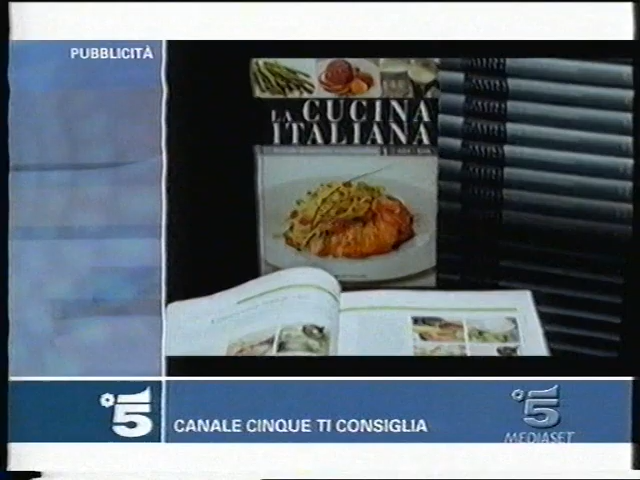 PUBBLICITÀ
LA CUCINA
ITALIANA
5
CANALE CINQUE TI CONSIGLIA
5
MEDIASET